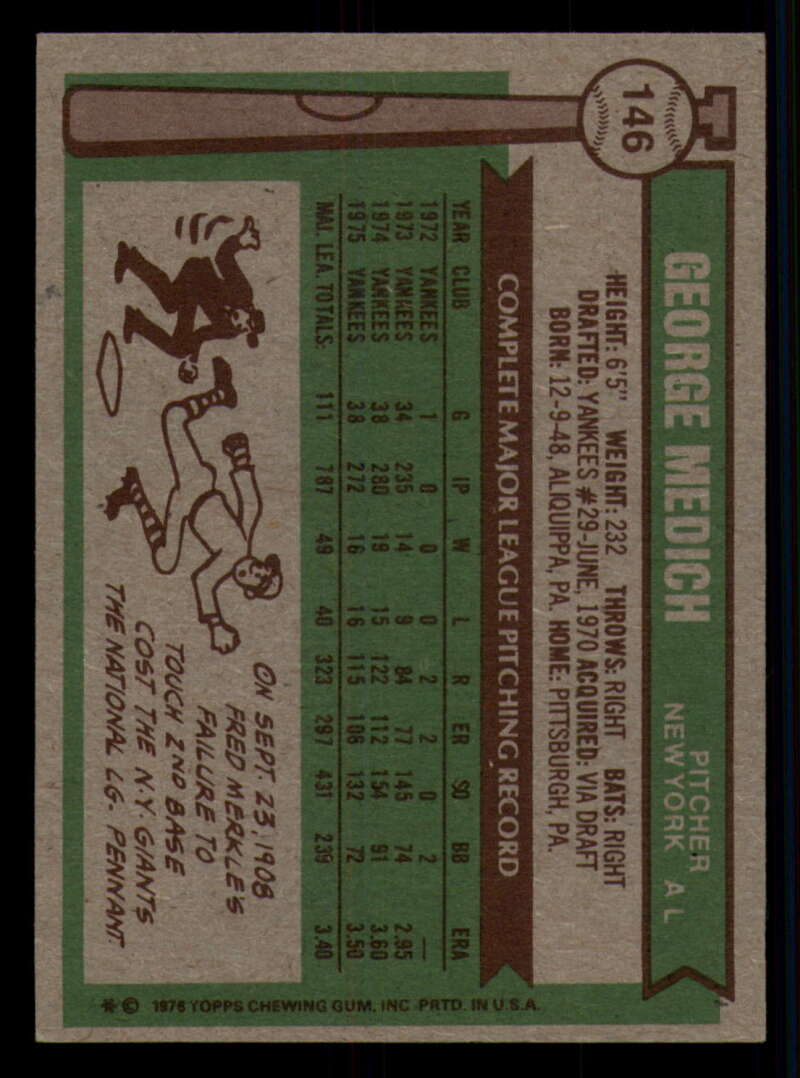 146
T
GEORGE MEDICH
PITCHER
NEW YORK A L
HEIGHT: 6'5" WEIGHT: 232 THROWS: RIGHT BATS: RIGHT
DRAFTED: YANKEES #29-JUNE, 1970 ACQUIRED: VIA DRAFT
BORN: 12-9-48, ALIQUIPPA, PA. HOME: PITTSBURGH, PA.
COMPLETE MAJOR LEAGUE PITCHING RECORD
YEAR CLUB G IP W L R ER SO BB ERA
1972 YANKEES 1 0 0 0 2 2 0 2 —
1973 YANKEES 34 235 14 9 84 77 145 74 2.95
1974 YANKEES 38 280 19 15 122 112 154 91 3.60
1975 YANKEES 38 272 16 16 115 106 132 72 3.50
MAJ. LEA. TOTALS: 111 787 49 40 323 297 431 239 3.40
ON SEPT. 23, 1908
FRED MERKLE'S
FAILURE TO
TOUCH 2ND BASE
COST THE N.Y. GIANTS
THE NATIONAL LG. PENNANT.
* © 1976 TOPPS CHEWING GUM, INC. PRTD. IN U.S.A.